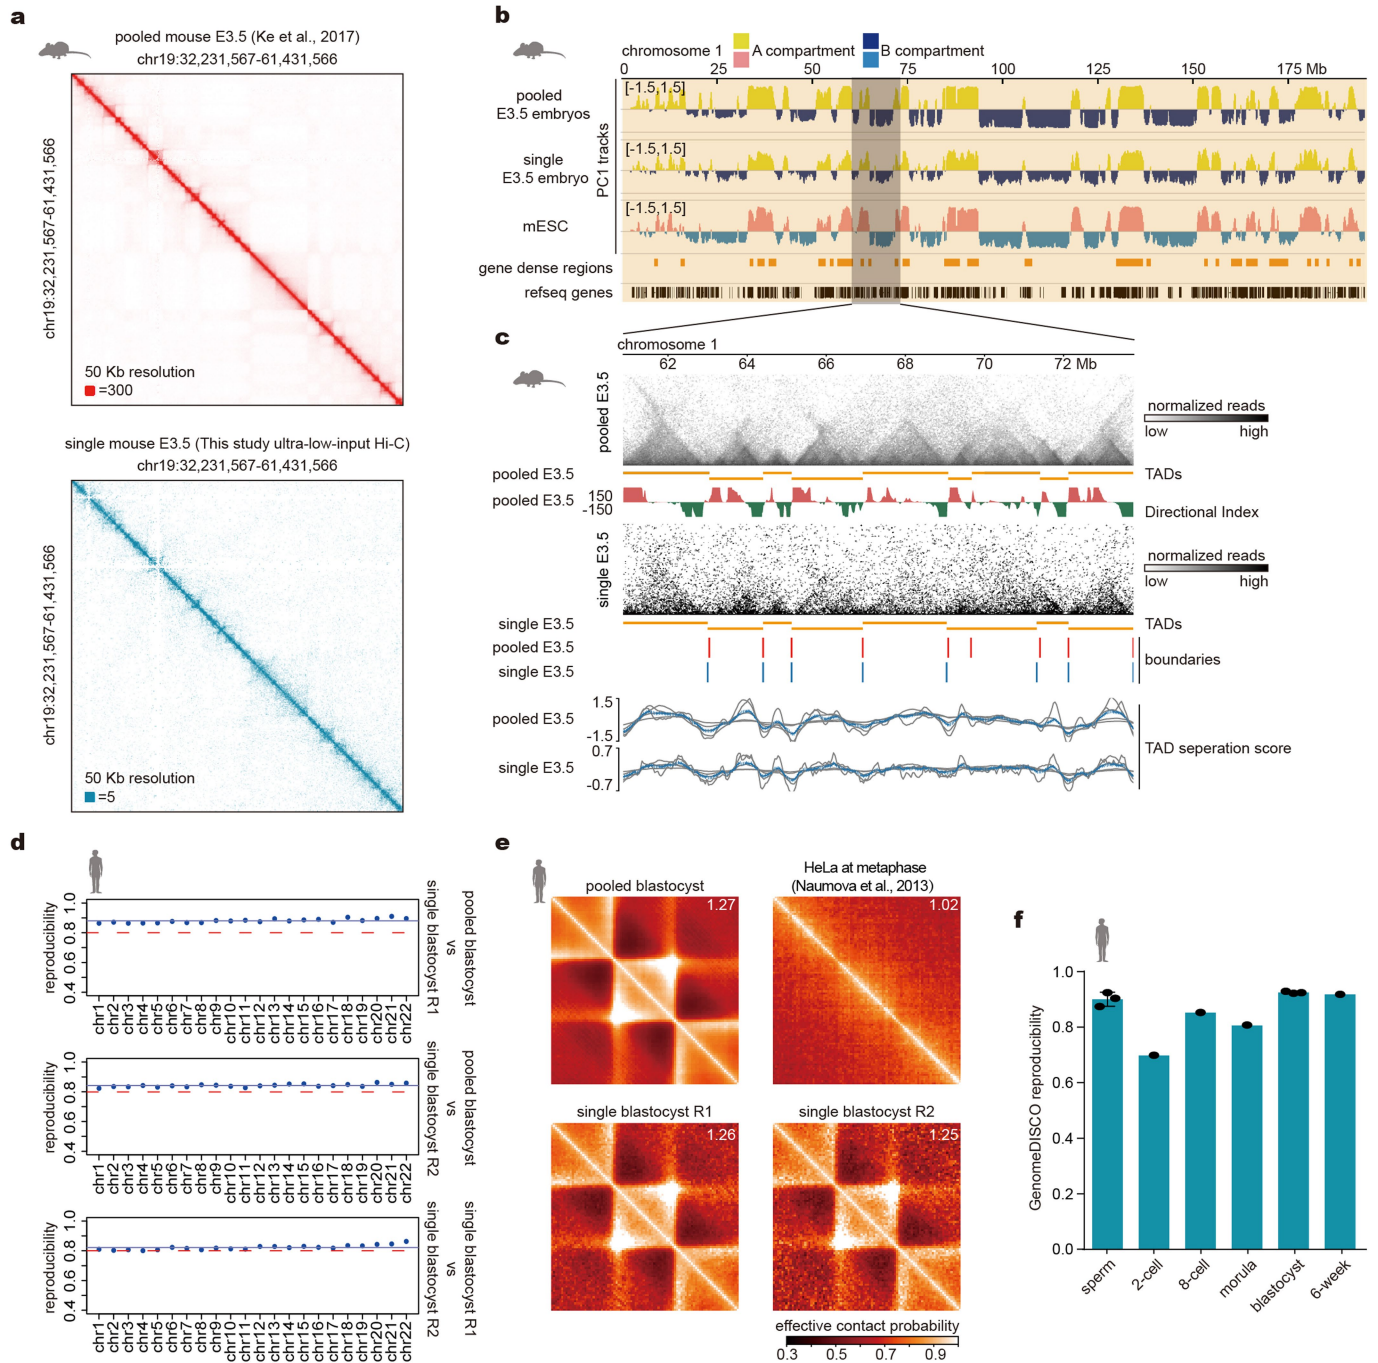 a
pooled mouse E3.5 (Ke et al., 2017)
chr19:32,231,567-61,431,566
chr19:32,231,567-61,431,566
50 Kb resolution
=300
single mouse E3.5 (This study ultra-low-input Hi-C)
chr19:32,231,567-61,431,566
chr19:32,231,567-61,431,566
50 Kb resolution
=5
b
chromosome 1
A compartment
B compartment
0 25 50 75 100 125 150 175 Mb
PC1 tracks
pooled
E3.5 embryos
[-1.5,1.5]
single
E3.5 embryo
[-1.5,1.5]
mESC
[-1.5,1.5]
gene dense regions
refseq genes
c
chromosome 1
62 64 66 68 70 72 Mb
pooled E3.5
normalized reads
low high
pooled E3.5
TADs
pooled E3.5
150
-150
Directional Index
single E3.5
normalized reads
low high
single E3.5
TADs
pooled E3.5
single E3.5
boundaries
pooled E3.5
1.5
-1.5
single E3.5
0.7
-0.7
TAD seperation score
d
reproducibility
0.4 0.6 0.8 1.0
chr1 chr2 chr3 chr4 chr5 chr6 chr7 chr8 chr9 chr10 chr11 chr12 chr13 chr14 chr15 chr16 chr17 chr18 chr19 chr20 chr21 chr22
single blastocyst R1
vs
pooled blastocyst
reproducibility
0.4 0.6 0.8 1.0
chr1 chr2 chr3 chr4 chr5 chr6 chr7 chr8 chr9 chr10 chr11 chr12 chr13 chr14 chr15 chr16 chr17 chr18 chr19 chr20 chr21 chr22
single blastocyst R2
vs
pooled blastocyst
reproducibility
0.4 0.6 0.8 1.0
chr1 chr2 chr3 chr4 chr5 chr6 chr7 chr8 chr9 chr10 chr11 chr12 chr13 chr14 chr15 chr16 chr17 chr18 chr19 chr20 chr21 chr22
single blastocyst R2
vs
single blastocyst R1
e
pooled blastocyst
1.27
HeLa at metaphase
(Naumova et al., 2013)
1.02
single blastocyst R1
1.26
single blastocyst R2
1.25
effective contact probability
0.3 0.5 0.7 0.9
f
GenomeDISCO reproducibility
1.0
0.8
0.6
0.4
0.2
0.0
sperm
2-cell
8-cell
morula
blastocyst
6-week